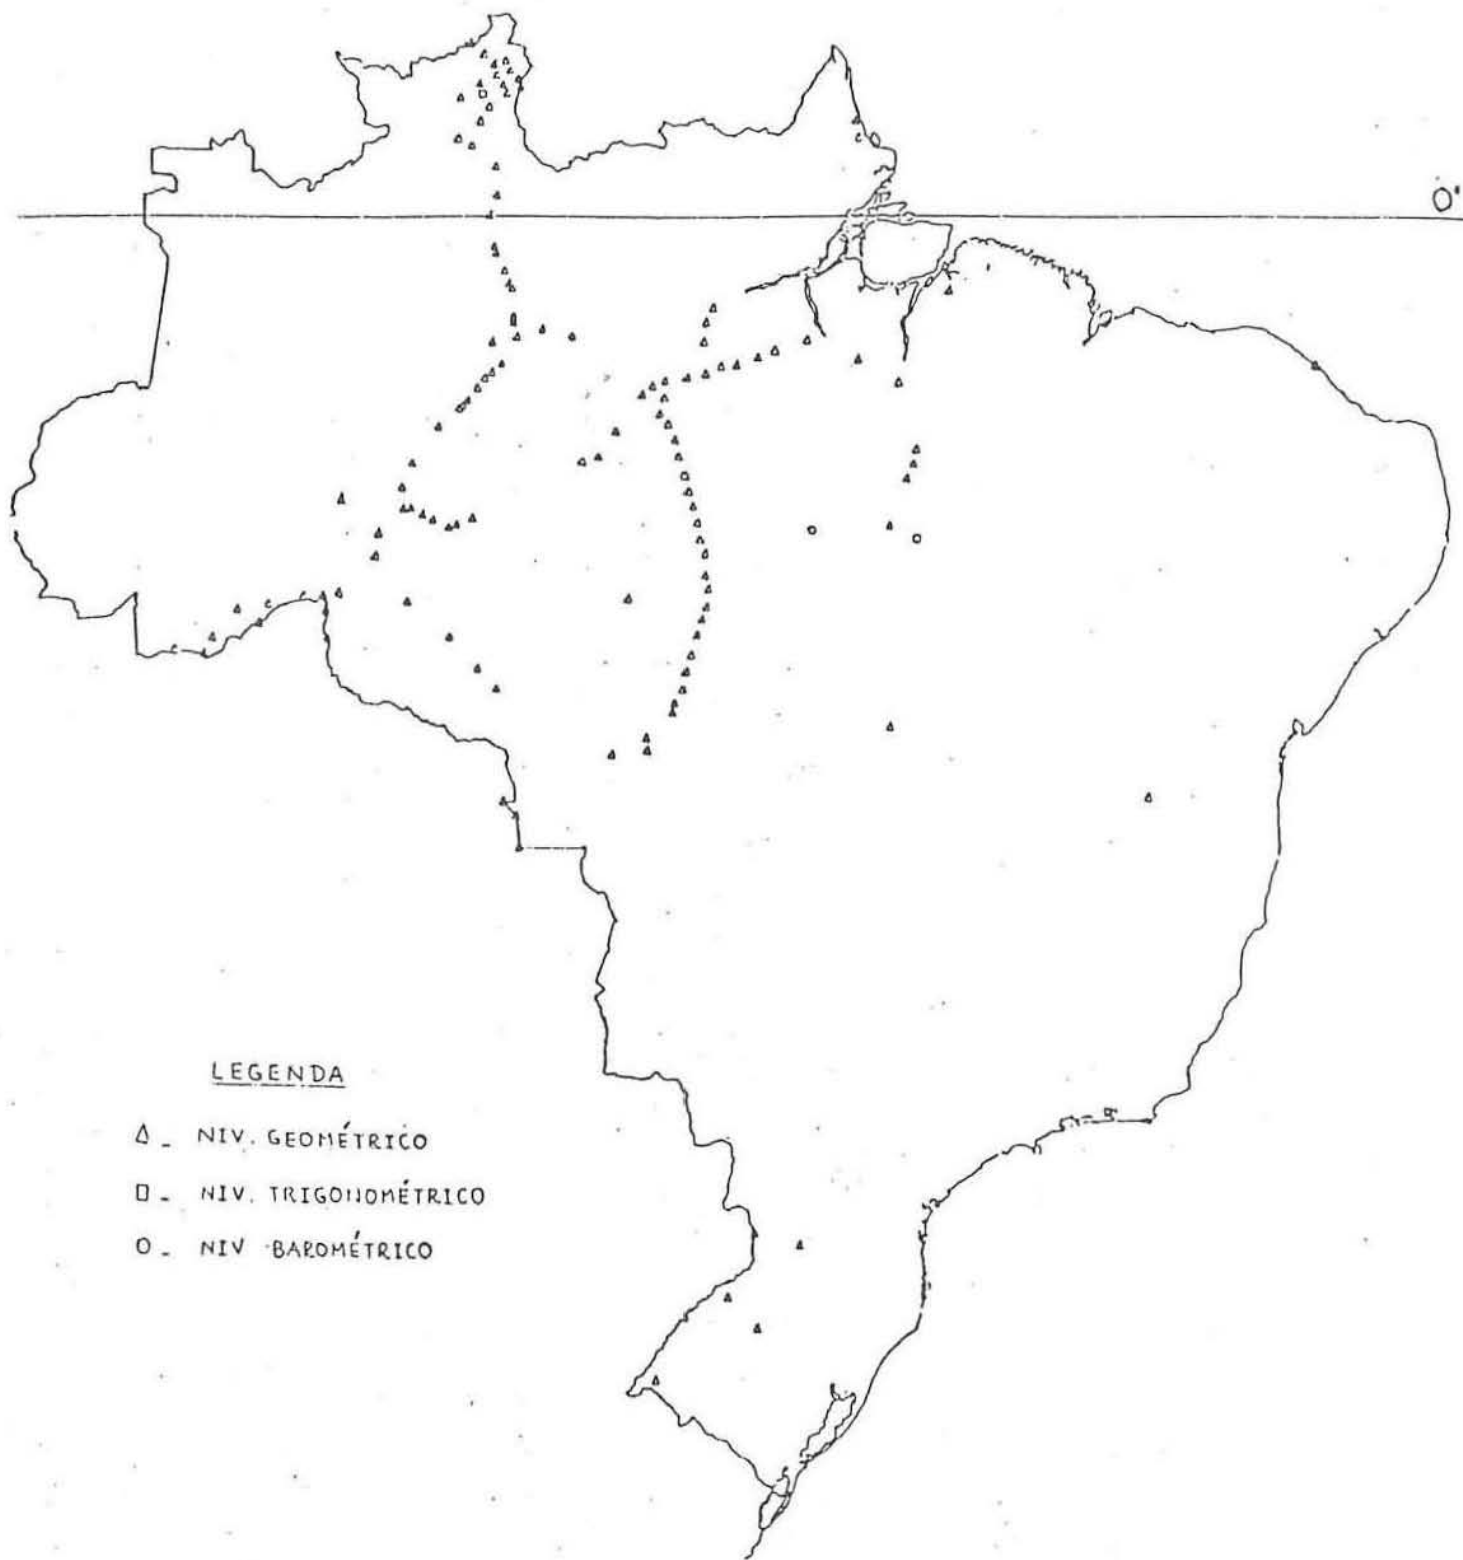 0°
LEGENDA
Δ - NIV. GEOMÉTRICO
□ - NIV. TRIGONOMÉTRICO
O - NIV BAROMÉTRICO